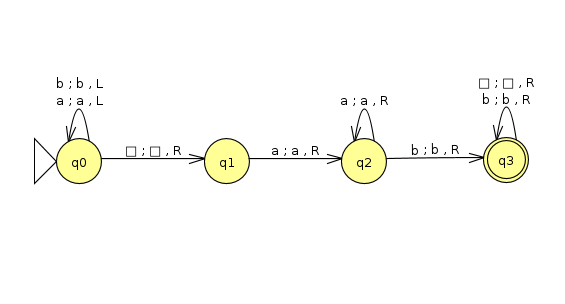 b ; b , L
a ; a , L
q0
□ ; □ , R
q1
a ; a , R
a ; a , R
q2
b ; b , R
□ ; □ , R
b ; b , R
q3